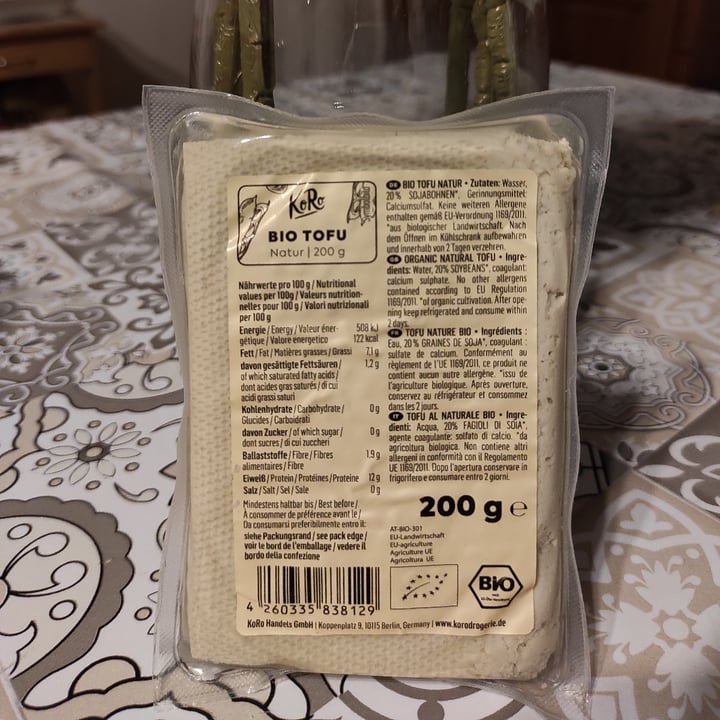 KoRo
BIO TOFU
Natur | 200 g
Nährwerte pro 100 g / Nutritional
values per 100g / Valeurs nutrition-
nelles pour 100 g / Valori nutrizionali
per 100 g
Energie / Energy / Valeur éner-
gétique / Valore energetico
508 kJ
122 kcal
Fett / Fat / Matières grasses / Grassi 7,1 g
davon gesättigte Fettsäuren / 1,2 g
of which saturated fatty acids /
dont acides gras saturés / di cui
acidi grassi saturi
Kohlenhydrate / Carbohydrate / 0 g
Glucides / Carboidrati
davon Zucker / of which sugar / 0 g
dont sucres / di cui zuccheri
Ballaststoffe / Fibre / Fibres 1,9 g
alimentaires / Fibre
Eiweiß / Protein / Protéines / Proteine 12 g
Salz / Salt / Sel / Sale 0 g
Mindestens haltbar bis / Best before /
À consommer de préférence avant le /
Da consumarsi preferibilmente entro il:
siehe Packungsrand / see pack edge /
voir le bord de l'emballage / vedere il
bordo della confezione
4 260335 838129
DE BIO TOFU NATUR • Zutaten: Wasser,
20% SOJABOHNEN*, Gerinnungsmittel:
Calciumsulfat. Keine weiteren Allergene
enthalten gemäß EU-Verordnung 1169/2011.
*aus biologischer Landwirtschaft. Nach
dem Öffnen im Kühlschrank aufbewahren
und innerhalb von 2 Tagen verzehren.
GB ORGANIC NATURAL TOFU • Ingre-
dients: Water, 20% SOYBEANS*, coagulant:
calcium sulphate. No other allergens
contained according to EU Regulation
1169/2011. *of organic cultivation. After ope-
ning keep refrigerated and consume within
2 days.
FR TOFU NATURE BIO • Ingrédients :
Eau, 20% GRAINES DE SOJA*, coagulant :
sulfate de calcium. Conformément au
règlement de l'UE 1169/2011, ce produit ne
contient aucun autre allergène. *issu de
l'agriculture biologique. Après ouverture,
conservez au réfrigérateur et consommez
dans les 2 jours.
IT TOFU AL NATURALE BIO • Ingre-
dienti: Acqua, 20% FAGIOLI DI SOIA*,
agente coagulante: solfato di calcio. *da
agricoltura biologica. Non contiene altri
allergeni in conformità con il Regolamento
UE 1169/2011. Dopo l'apertura conservare in
frigorifero e consumare entro 2 giorni.
200 g ℮
AT-BIO-301
EU-Landwirtschaft
EU-agriculture
Agriculture UE
Agricoltura UE
Bio
nach
EG-Öko-Verordnung
KoRo Handels GmbH | Koppenplatz 9, 10115 Berlin, Germany | www.korodrogerie.de